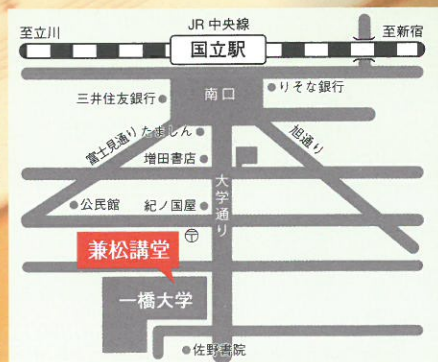 JR 中央線
至立川
至新宿
国立駅
南口
りそな銀行
三井住友銀行
富士見通り
たましん
旭通り
増田書店
大学通り
公民館
紀ノ国屋
〒
兼松講堂
一橋大学
佐野書院